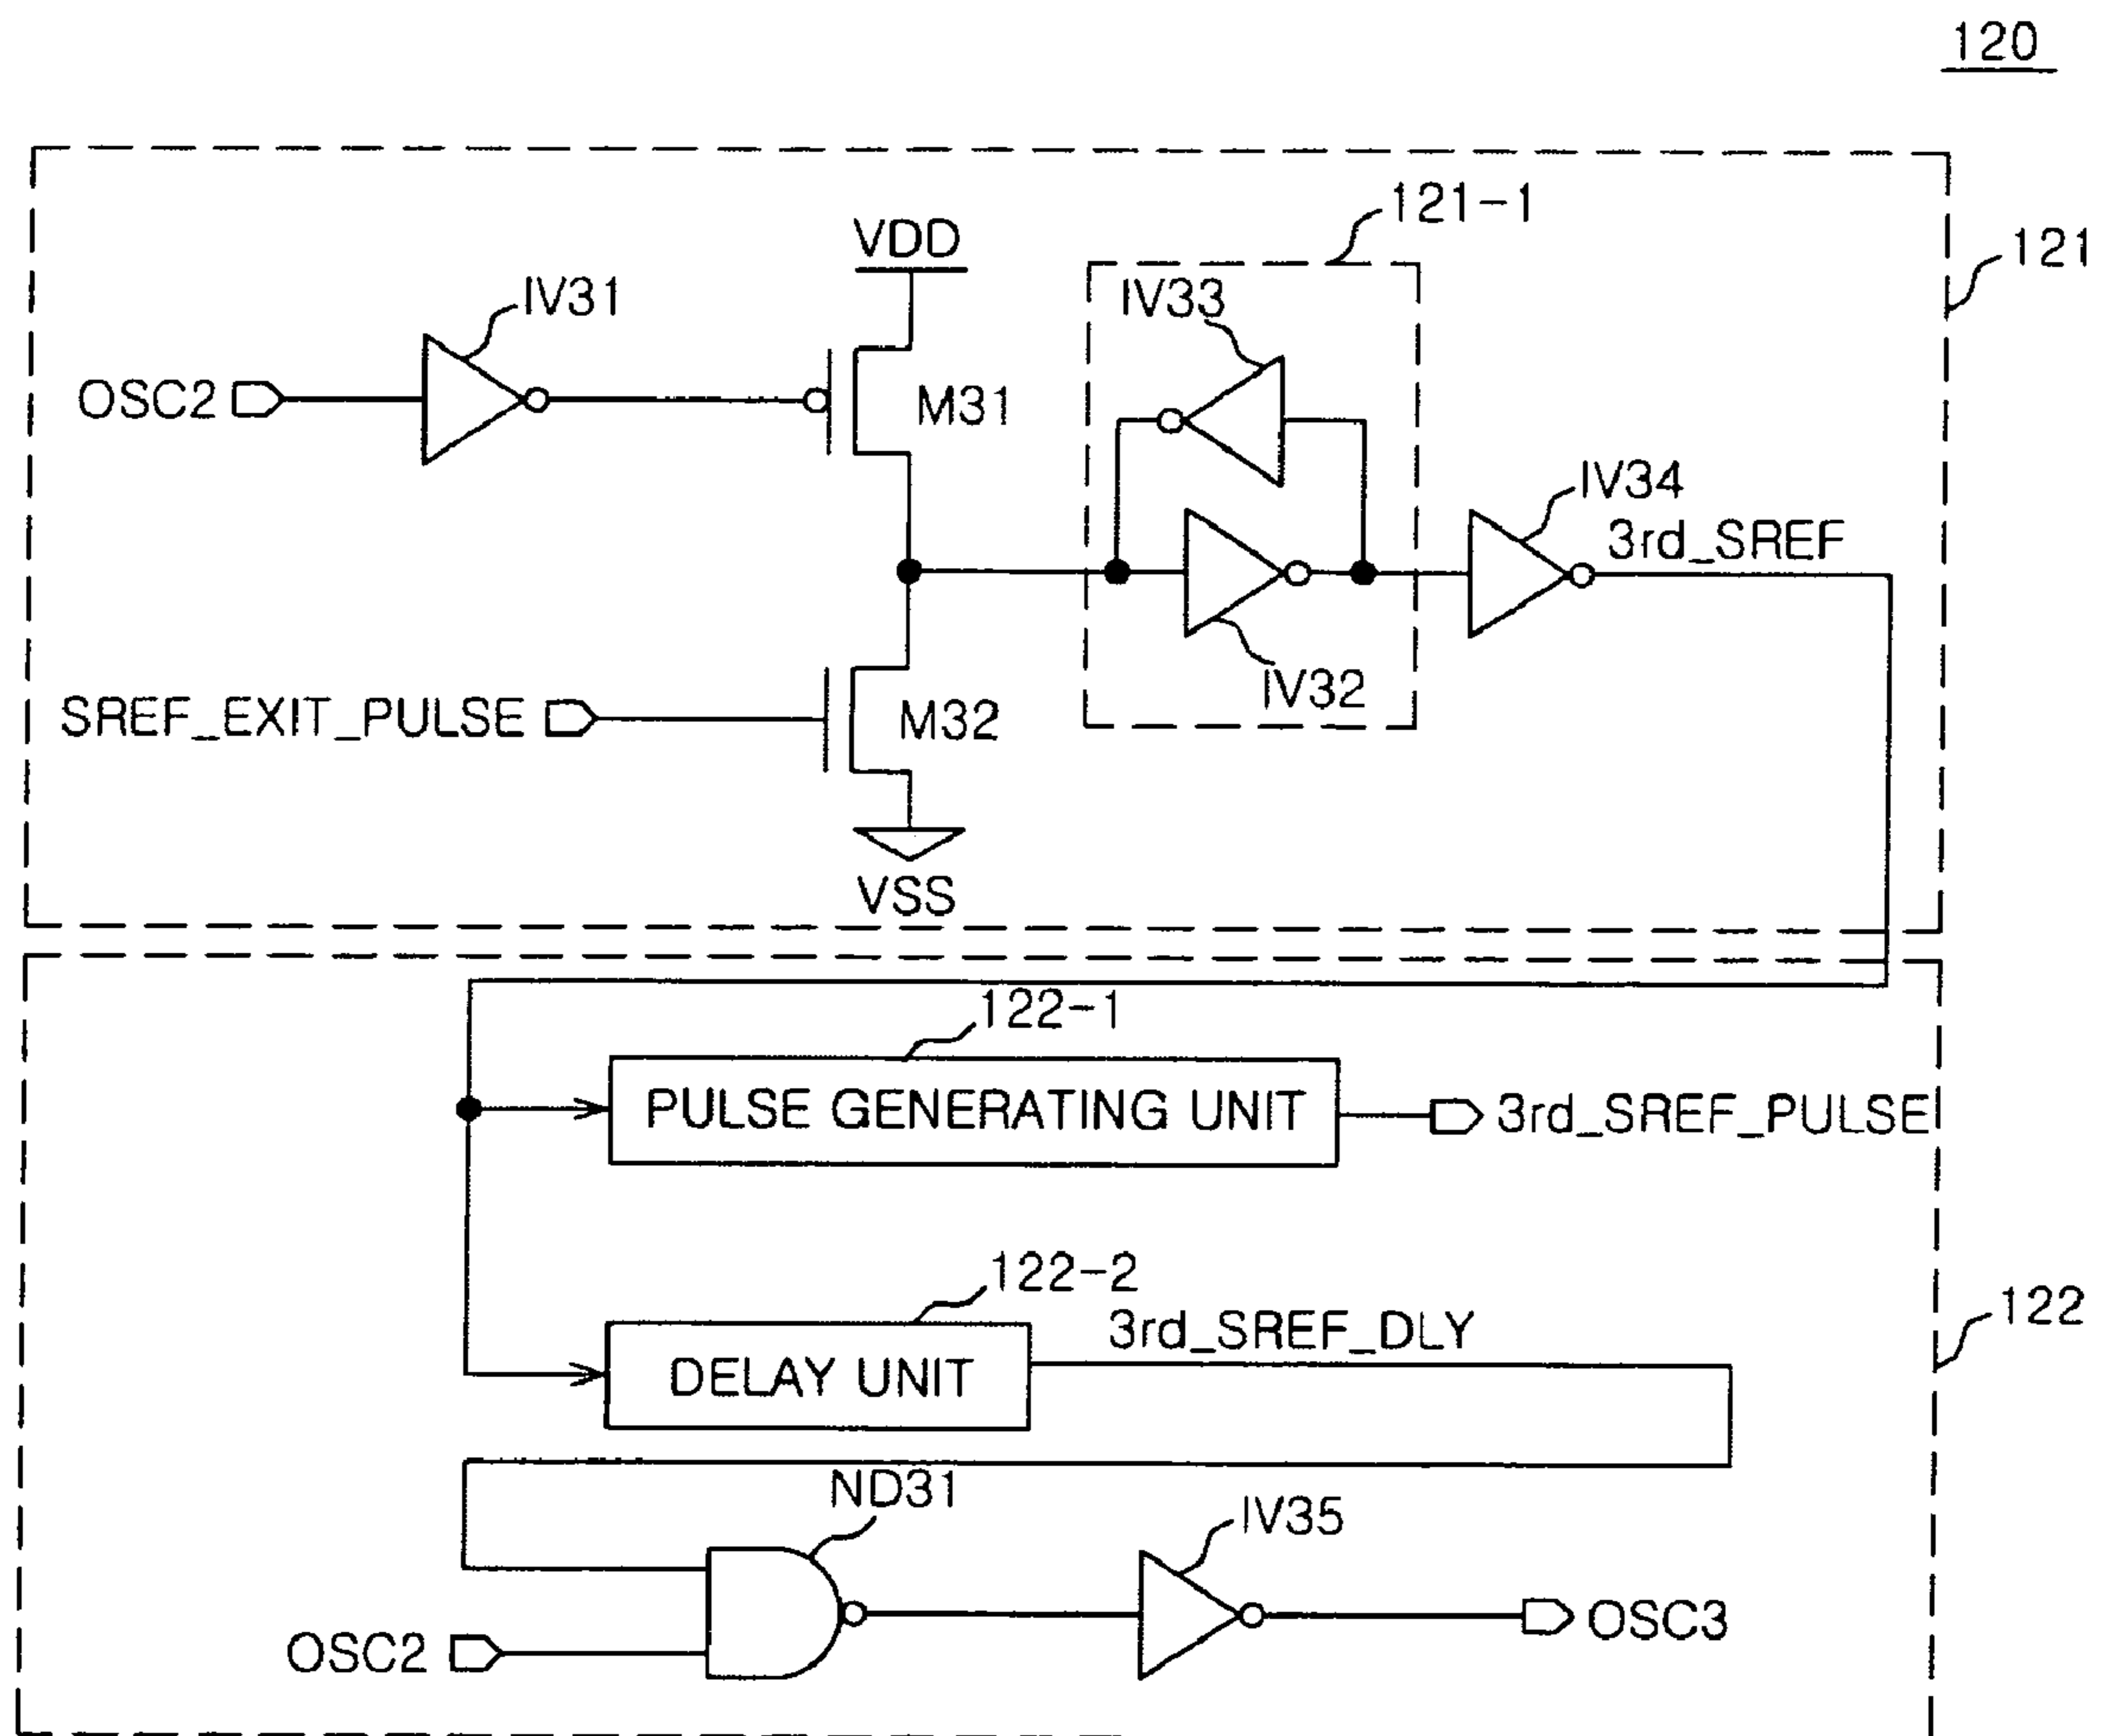 120
121-1
121
VDD
IV31
IV33
OSC2
M31
IV34
3rd_SREF
IV32
SREF_EXIT_PULSE
M32
VSS
122-1
PULSE GENERATING UNIT
3rd_SREF_PULSE
122-2
122
3rd_SREF_DLY
DELAY UNIT
ND31
IV35
OSC3
OSC2